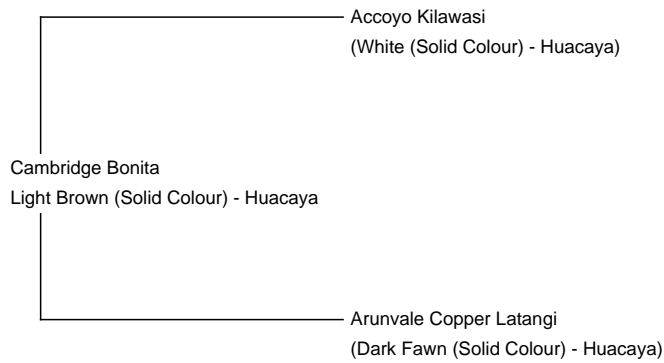 Accoyo Kilawasi
(White (Solid Colour) - Huacaya)
Cambridge Bonita
Light Brown (Solid Colour) - Huacaya
Arunvale Copper Latangi
(Dark Fawn (Solid Colour) - Huacaya)